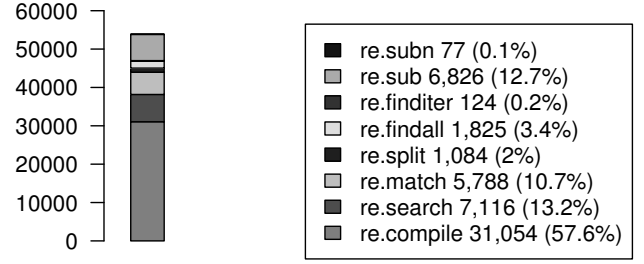 60000
50000
40000
30000
20000
10000
0
re.subn 77 (0.1%)
re.sub 6,826 (12.7%)
re.finditer 124 (0.2%)
re.findall 1,825 (3.4%)
re.split 1,084 (2%)
re.match 5,788 (10.7%)
re.search 7,116 (13.2%)
re.compile 31,054 (57.6%)